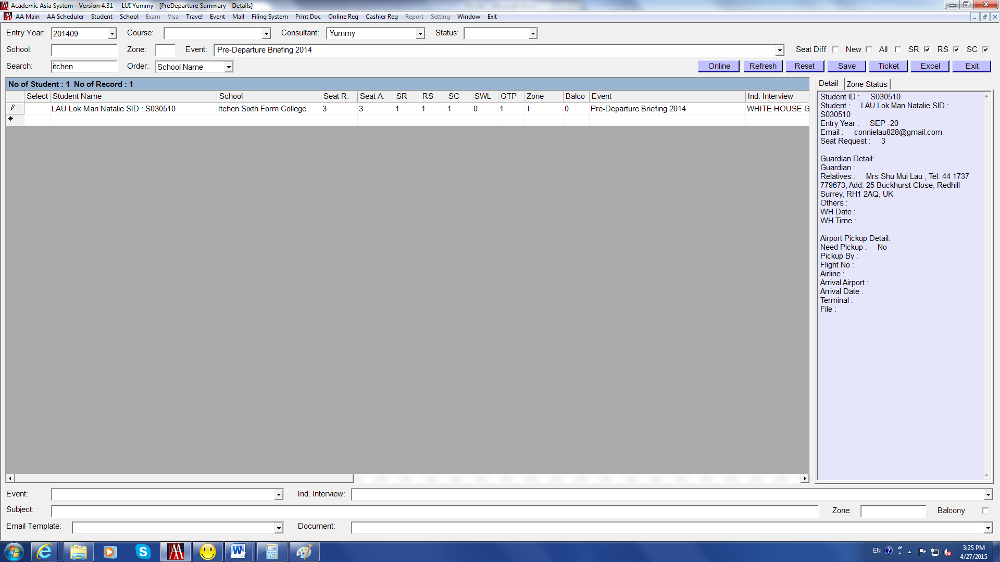 Academic Asia System - Version 4.31 LUI Yummy - [PreDeparture Summary - Details]
AA Main AA Scheduler Student School Exam Visa Travel Event Mail Filing System Print Doc Online Reg Cashier Reg Report Setting Window Exit
Entry Year: 201409 Course: Consultant: Yummy Status:
School: Zone: Event: Pre-Departure Briefing 2014 Seat Diff New All SR RS SC
Search: itchen Order: School Name Online Refresh Reset Save Ticket Excel Exit
No of Student : 1 No of Record : 1
Select Student Name School Seat R. Seat A. SR RS SC SWL GTP Zone Balco Event Ind. Interview
LAU Lok Man Natalie SID : S030510 Itchen Sixth Form College 3 3 1 1 1 0 1 I 0 Pre-Departure Briefing 2014 WHITE HOUSE G
Detail Zone Status
Student ID : S030510
Student : LAU Lok Man Natalie SID :
S030510
Entry Year : SEP -20
Email : connielau828@gmail.com
Seat Request : 3
Guardian Detail:
Guardian :
Relatives : Mrs Shu Mui Lau , Tel: 44 1737
779673, Add: 25 Buckhurst Close, Redhill
Surrey, RH1 2AQ, UK
Others :
WH Date :
WH Time :
Airport Pickup Detail:
Need Pickup : No
Pickup By :
Flight No :
Airline :
Arrival Airport :
Arrival Date :
Terminal :
File :
Event: Ind. Interview:
Subject: Zone: Balcony
Email Template: Document:
EN 3:25 PM
4/27/2015